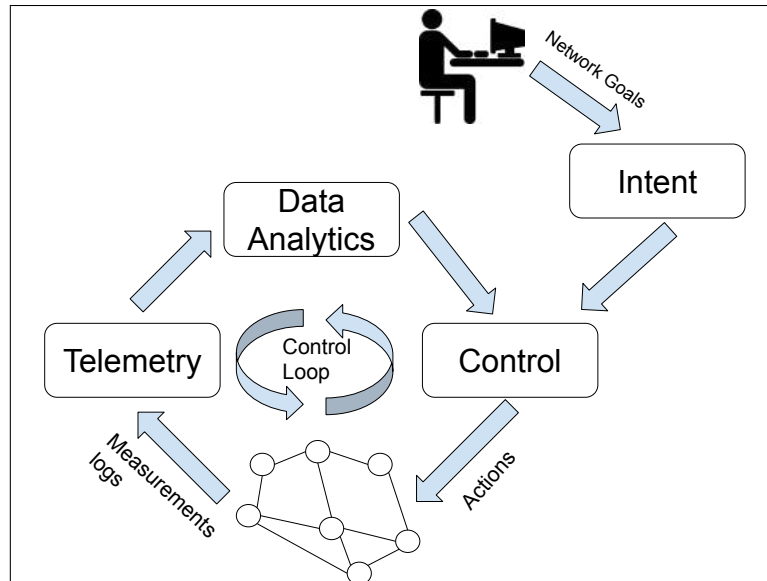 Network Goals
Intent
Data
Analytics
Telemetry
Control
Loop
Control
Measurements
logs
Actions